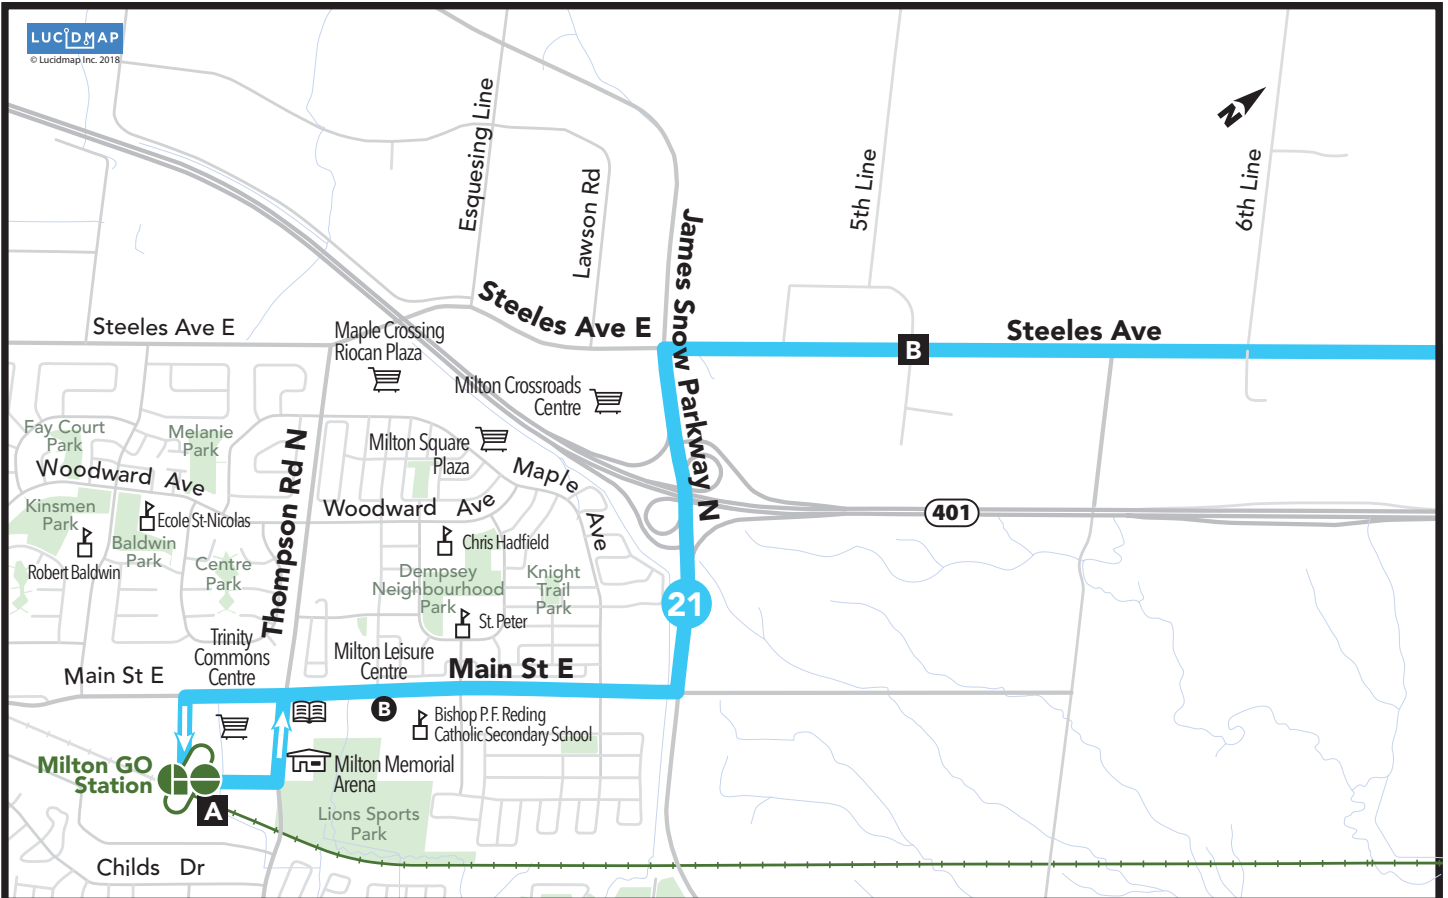 LUCIDMAP
© Lucidmap Inc. 2018
Esquesing Line
Lawson Rd
James Snow Parkway N
5th Line
6th Line
N
Steeles Ave E
Steeles Ave E
Steeles Ave
B
Maple Crossing
Riocan Plaza
Milton Crossroads
Centre
Milton Square
Plaza
Fay Court
Park
Melanie
Park
Woodward Ave
Thompson Rd N
Woodward Ave
Maple Ave
401
Kinsmen
Park
Ecole St-Nicolas
Baldwin
Park
Robert Baldwin
Centre
Park
Chris Hadfield
Dempsey
Neighbourhood
Park
Knight
Trail
Park
St. Peter
21
Trinity
Commons
Centre
Milton Leisure
Centre
Main St E
Main St E
B
Bishop P. F. Reding
Catholic Secondary School
Milton GO
Station
A
Milton Memorial
Arena
Lions Sports
Park
Childs Dr